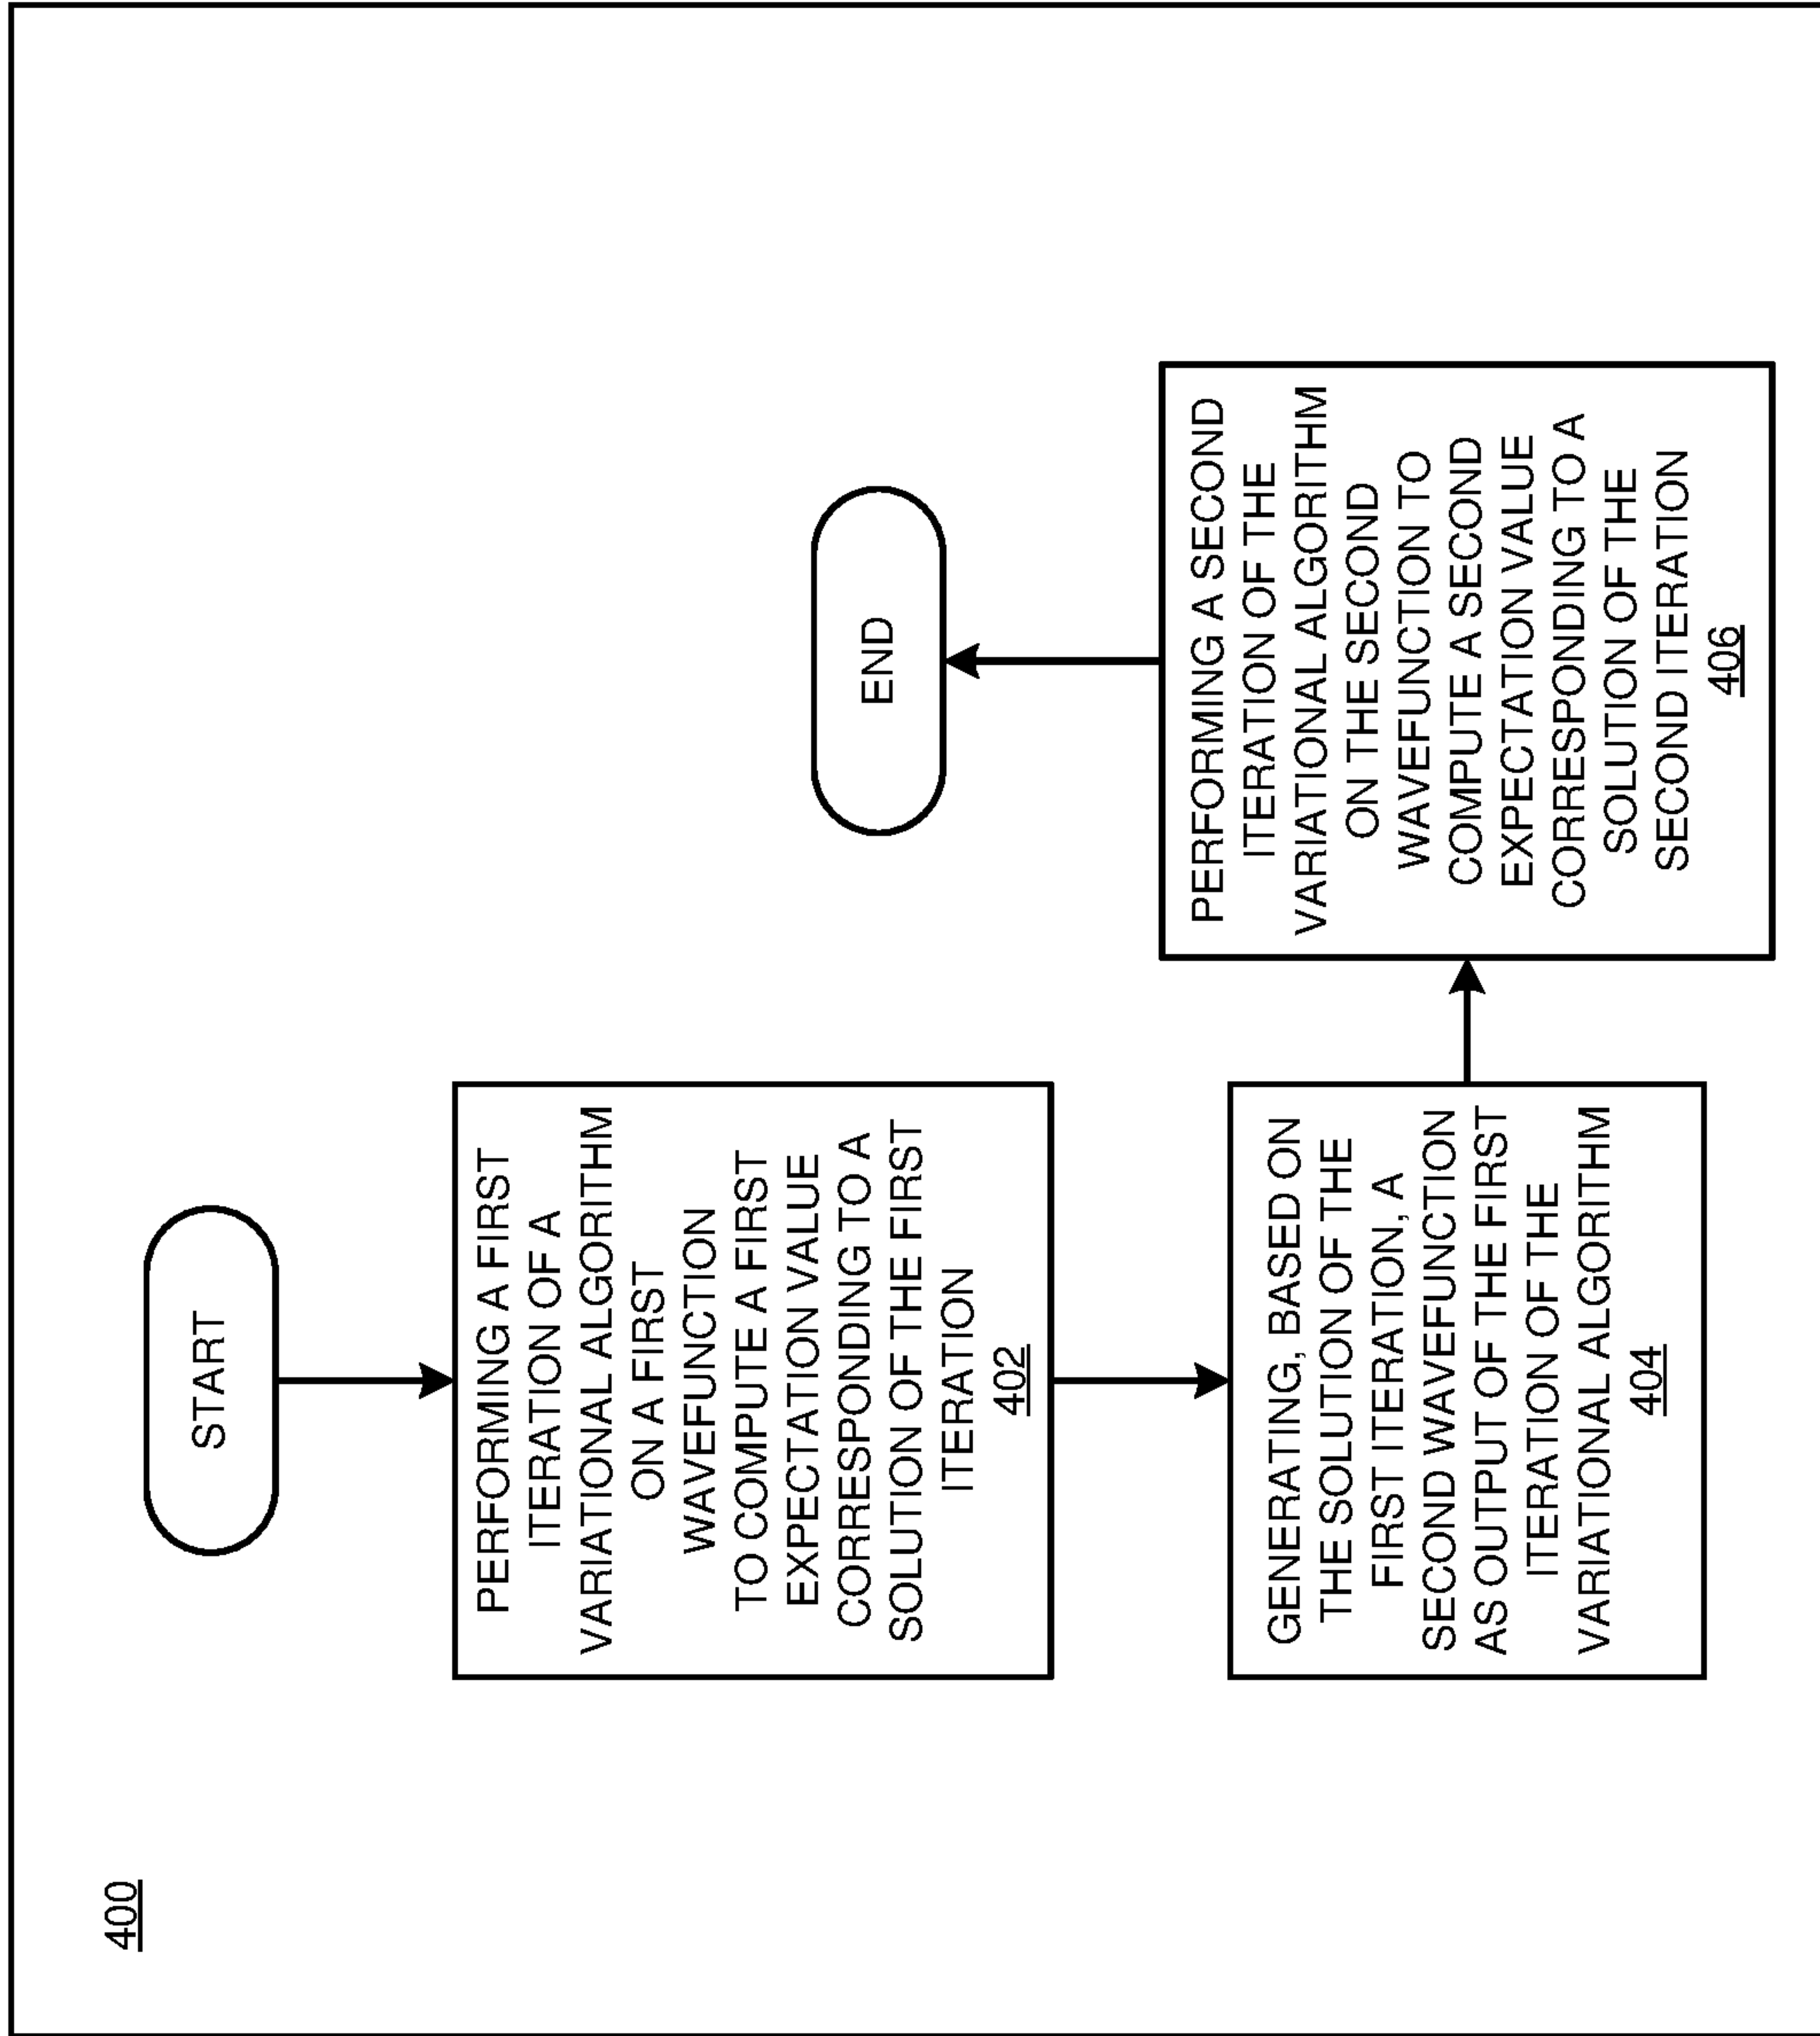 400
START
PERFORMING A FIRST
ITERATION OF A
VARIATIONAL ALGORITHM
ON A FIRST
WAVEFUNCTION
TO COMPUTE A FIRST
EXPECTATION VALUE
CORRESPONDING TO A
SOLUTION OF THE FIRST
ITERATION
402
GENERATING, BASED ON
THE SOLUTION OF THE
FIRST ITERATION, A
SECOND WAVEFUNCTION
AS OUTPUT OF THE FIRST
ITERATION OF THE
VARIATIONAL ALGORITHM
404
PERFORMING A SECOND
ITERATION OF THE
VARIATIONAL ALGORITHM
ON THE SECOND
WAVEFUNCTION TO
COMPUTE A SECOND
EXPECTATION VALUE
CORRESPONDING TO A
SOLUTION OF THE
SECOND ITERATION
406
END